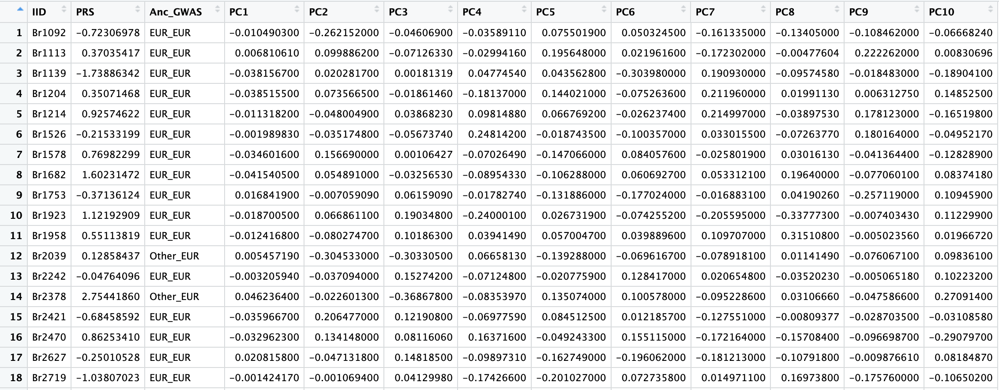 IID PRS Anc_GWAS PC1 PC2 PC3 PC4 PC5 PC6 PC7 PC8 PC9 PC10
1 Br1092 -0.72306978 EUR_EUR -0.010490300 -0.262152000 -0.04606900 -0.03589110 0.075501900 0.050324500 -0.161335000 -0.13405000 -0.108462000 -0.06668240
2 Br1113 0.37035417 EUR_EUR 0.006810610 0.099886200 -0.07126330 -0.02994160 0.195648000 0.021961600 -0.172302000 -0.00477604 0.222262000 0.00830696
3 Br1139 -1.73886342 EUR_EUR -0.038156700 0.020281700 0.00181319 0.04774540 0.043562800 -0.303980000 0.190930000 -0.09574580 -0.018483000 -0.18904100
4 Br1204 0.35071468 EUR_EUR -0.038515500 0.073566500 -0.01861460 -0.18137000 0.144021000 -0.075263600 0.211960000 0.01991130 0.006312750 0.14852500
5 Br1214 0.92574622 EUR_EUR -0.011318200 -0.048004900 0.03868230 0.09814880 0.066769200 -0.026237400 0.214997000 -0.03897530 0.178123000 -0.16519800
6 Br1526 -0.21533199 EUR_EUR -0.001989830 -0.035174800 -0.05673740 0.24814200 -0.018743500 -0.100357000 0.033015500 -0.07263770 0.180164000 -0.04952170
7 Br1578 0.76982299 EUR_EUR -0.034601600 0.156690000 0.00106427 -0.07026490 -0.147066000 0.084057600 -0.025801900 0.03016130 -0.041364400 -0.12828900
8 Br1682 1.60231472 EUR_EUR -0.041540500 0.054891000 -0.03256530 -0.08954330 -0.106288000 0.060692700 0.053312100 0.19640000 -0.077060100 0.08374180
9 Br1753 -0.37136124 EUR_EUR 0.016841900 -0.007059090 0.06159090 -0.01782740 -0.131886000 -0.177024000 -0.016883100 0.04190260 -0.257119000 0.10945900
10 Br1923 1.12192909 EUR_EUR -0.018700500 0.066861100 0.19034800 -0.24000100 0.026731900 -0.074255200 -0.205595000 -0.33777300 -0.007403430 0.11229900
11 Br1958 0.55113819 EUR_EUR -0.012416800 -0.080274700 0.10186300 0.03941490 0.057004700 0.039889600 0.109707000 0.31510800 -0.005023560 0.01966720
12 Br2039 0.12858437 Other_EUR 0.005457190 -0.304533000 -0.30330500 0.06658130 -0.139288000 -0.069616700 -0.078918100 0.01141490 -0.076067100 0.09836100
13 Br2242 -0.04764096 EUR_EUR -0.003205940 -0.037094000 0.15274200 -0.07124800 -0.020775900 0.128417000 0.020654800 -0.03520230 -0.005065180 0.10223200
14 Br2378 2.75441860 Other_EUR 0.046236400 -0.022601300 -0.36867800 -0.08353970 0.135074000 0.100578000 -0.095228600 0.03106660 -0.047586600 0.27091400
15 Br2421 -0.68458592 EUR_EUR -0.035966700 0.206477000 0.12190800 -0.06977590 0.084512500 0.012185700 -0.127551000 -0.00809377 -0.028703500 -0.03108580
16 Br2470 0.86253410 EUR_EUR -0.032962300 0.134148000 0.08116060 0.16371600 -0.049243300 0.155115000 -0.172164000 -0.15708400 -0.096698700 -0.29079700
17 Br2627 -0.25010528 EUR_EUR 0.020815800 -0.047131800 0.14818500 -0.09897310 -0.162749000 -0.196062000 -0.181213000 -0.10791800 -0.009876610 0.08184870
18 Br2719 -1.03807023 EUR_EUR -0.001424170 -0.001069400 0.04129980 -0.17426600 -0.201027000 0.072735800 0.014971100 0.16973800 -0.175760000 -0.10650200